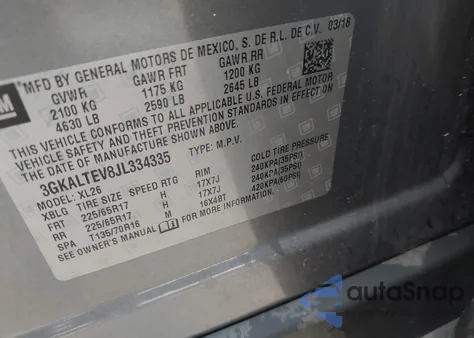 GM MFD BY GENERAL MOTORS DE MEXICO, S. DE R.L. DE C.V. 03/18
GVWR GAWR FRT GAWR RR
2100 KG 1175 KG 1200 KG
4630 LB 2590 LB 2645 LB
THIS VEHICLE CONFORMS TO ALL APPLICABLE U.S. FEDERAL MOTOR
VEHICLE SAFETY, BUMPER, AND THEFT PREVENTION STANDARDS IN EFFECT ON
THE DATE OF MANUFACTURE SHOWN ABOVE.
3GKALTEV8JL334335 TYPE: M.P.V.
MODEL: XL26
XBLG TIRE SIZE SPEED RTG RIM COLD TIRE PRESSURE
FRT 225/65R17 H 17X7J 240KPA(35PSI)
RR 225/65R17 H 17X7J 240KPA(35PSI)
SPA T135/70R16 M 16X4BT 420KPA(60PSI)
SEE OWNER'S MANUAL FOR MORE INFORMATION.
autoSnap